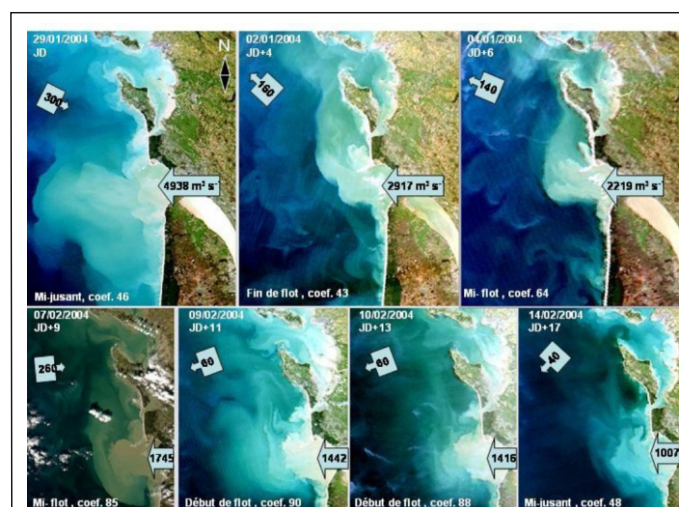 29/01/2004
JD
N
300
4938 m³ s⁻
Mi-jusant, coef. 46
02/01/2004
JD+4
160
2917 m³ s⁻
Fin de flot , coef. 43
04/01/2004
JD+6
140
2219 m³ s⁻
Mi- flot , coef. 64
07/02/2004
JD+9
260
1745
Mi- flot , coef. 85
09/02/2004
JD+11
60
1442
Début de flot , coef. 90
10/02/2004
JD+13
60
1416
Début de flot , coef. 88
14/02/2004
JD+17
40
1007
Mi-jusant , coef. 48